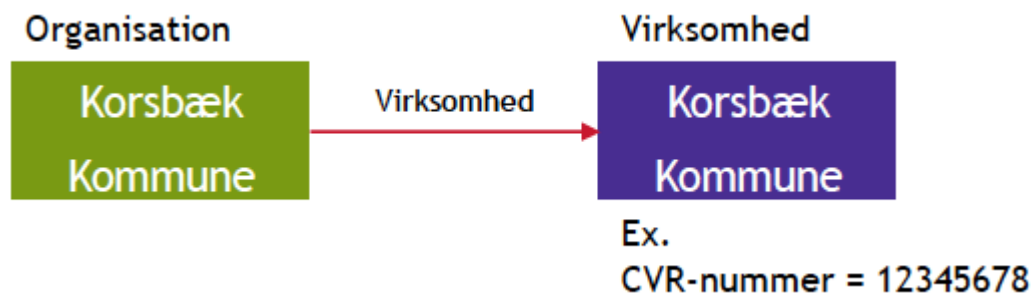 Organisation
Virksomhed
Korsbæk
Kommune
Virksomhed
Korsbæk
Kommune
Ex.
CVR-nummer = 12345678